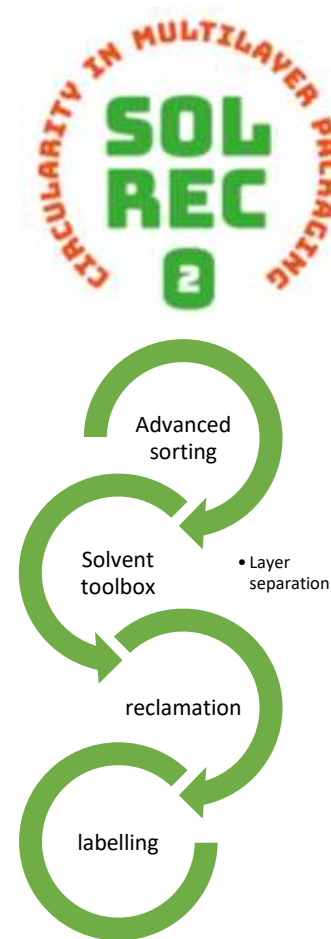 CIRCULARITY IN MULTILAYER PACKAGING
SOL
REC
2
Advanced
sorting
Solvent
toolbox
• Layer
separation
reclamation
labelling